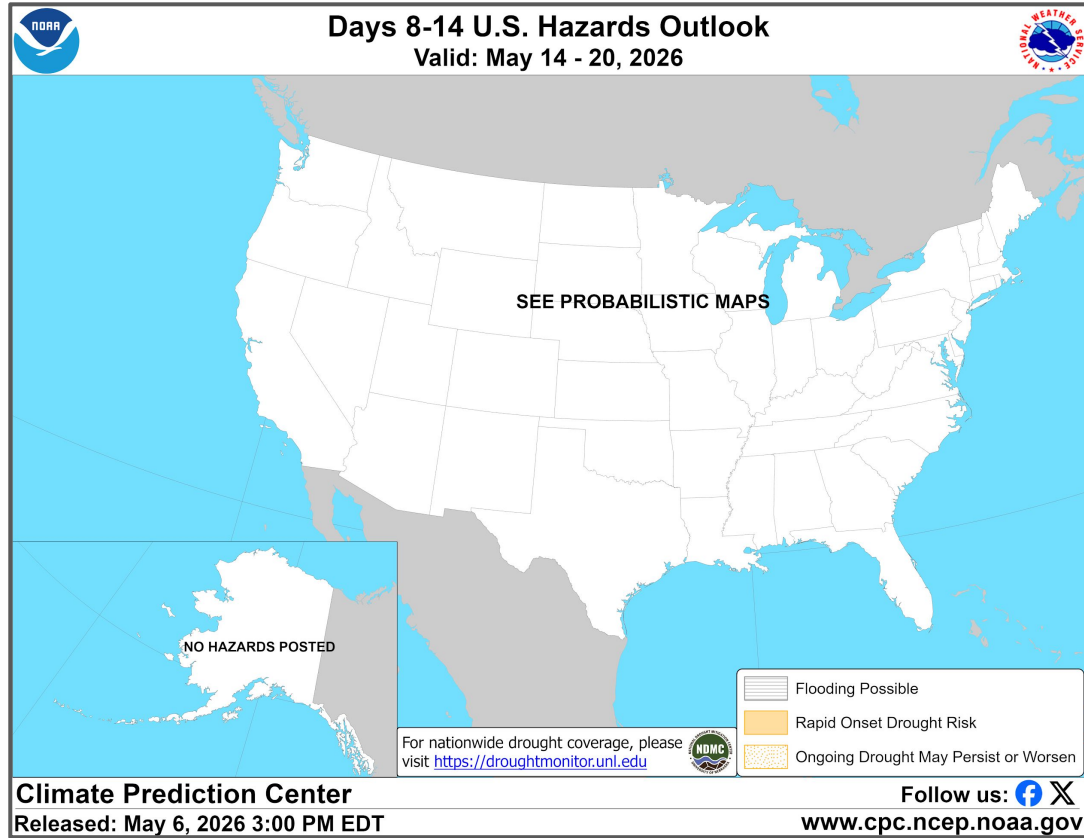 NOAA
Days 8-14 U.S. Hazards Outlook
Valid: May 14 - 20, 2026
NATIONAL WEATHER SERVICE
SEE PROBABILISTIC MAPS
NO HAZARDS POSTED
Flooding Possible
Rapid Onset Drought Risk
Ongoing Drought May Persist or Worsen
For nationwide drought coverage, please
visit https://droughtmonitor.unl.edu
NDMC
Climate Prediction Center
Follow us:
Released: May 6, 2026 3:00 PM EDT
www.cpc.ncep.noaa.gov